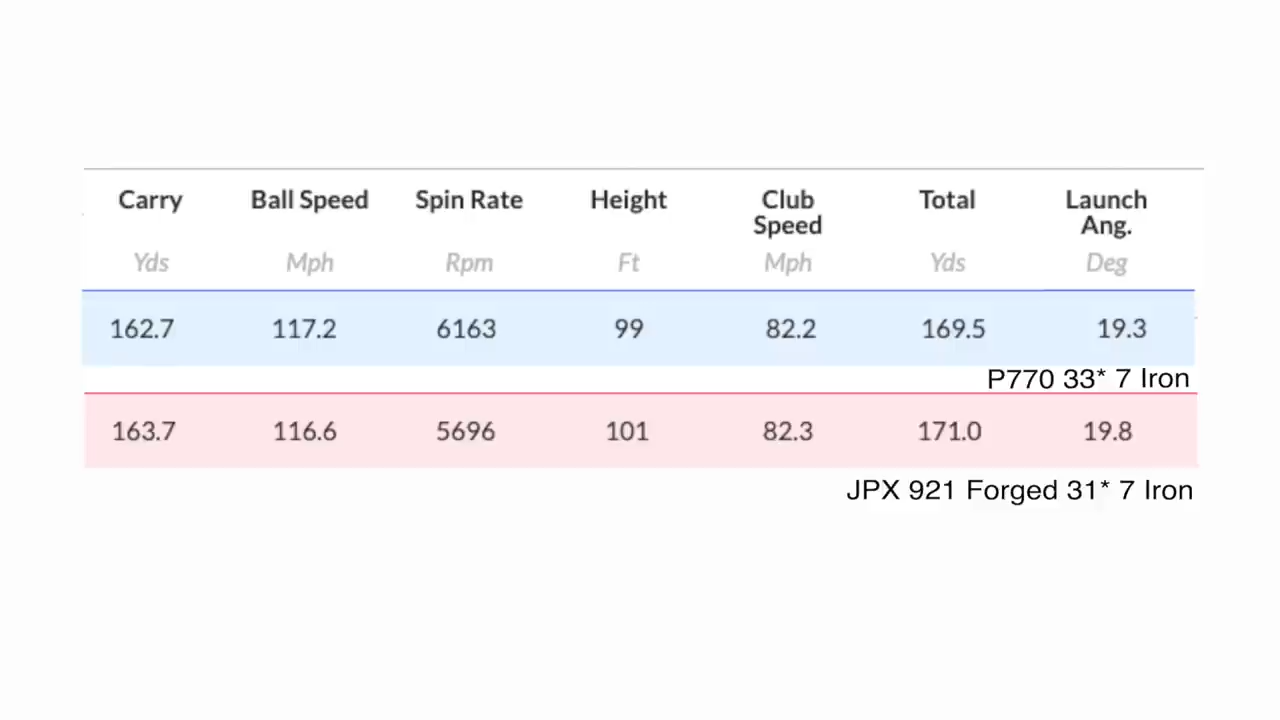 Carry Ball Speed Spin Rate Height Club Speed Total Launch Ang.
Yds Mph Rpm Ft Mph Yds Deg
162.7 117.2 6163 99 82.2 169.5 19.3
P770 33* 7 Iron
163.7 116.6 5696 101 82.3 171.0 19.8
JPX 921 Forged 31* 7 Iron